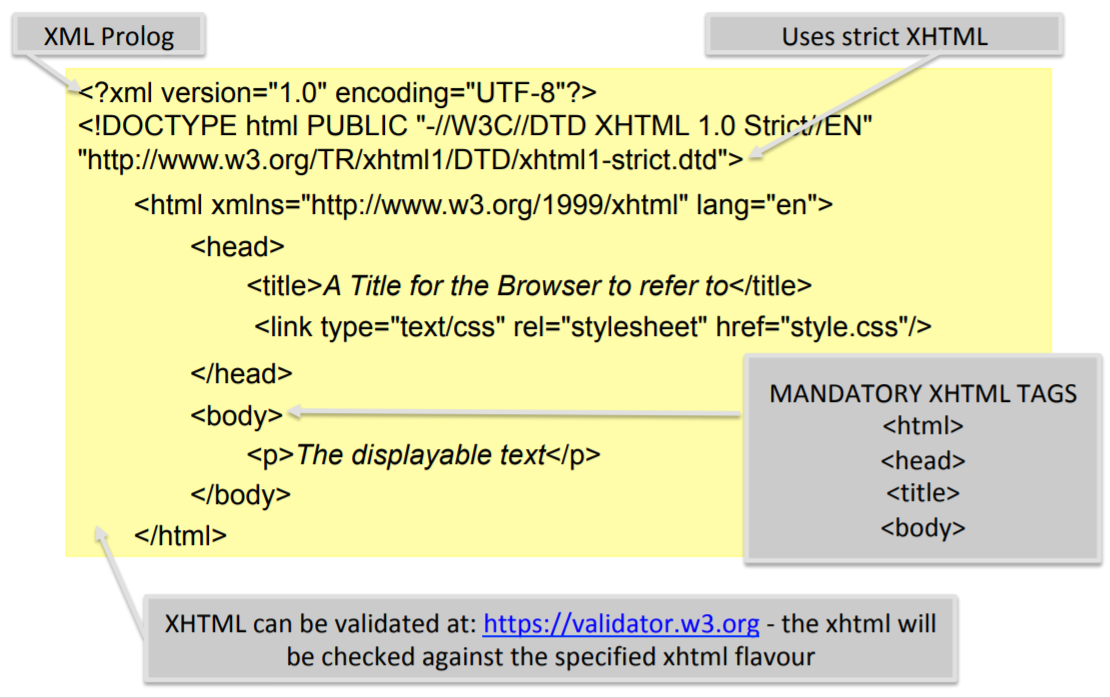 XML Prolog
Uses strict XHTML
<?xml version="1.0" encoding="UTF-8"?>
<!DOCTYPE html PUBLIC "-//W3C//DTD XHTML 1.0 Strict//EN"
"http://www.w3.org/TR/xhtml1/DTD/xhtml1-strict.dtd">
<html xmlns="http://www.w3.org/1999/xhtml" lang="en">
<head>
<title>A Title for the Browser to refer to</title>
<link type="text/css" rel="stylesheet" href="style.css"/>
</head>
<body>
<p>The displayable text</p>
</body>
</html>
MANDATORY XHTML TAGS
<html>
<head>
<title>
<body>
XHTML can be validated at: https://validator.w3.org - the xhtml will
be checked against the specified xhtml flavour